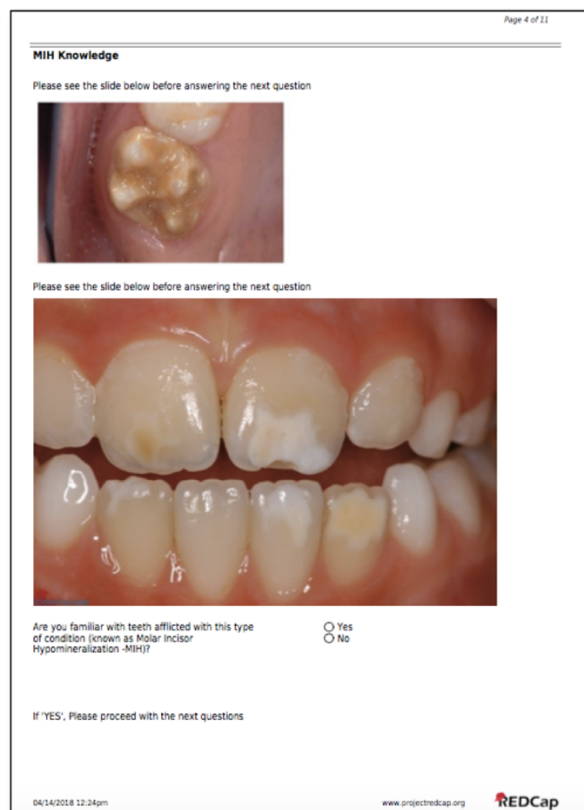 Page 4 of 11
MIH Knowledge
Please see the slide below before answering the next question
Please see the slide below before answering the next question
Are you familiar with teeth afflicted with this type
of condition (known as Molar Incisor
Hypomineralization -MIH)?
Yes
No
If 'YES', Please proceed with the next questions
04/14/2018 12:24pm
www.projectredcap.org
REDCap